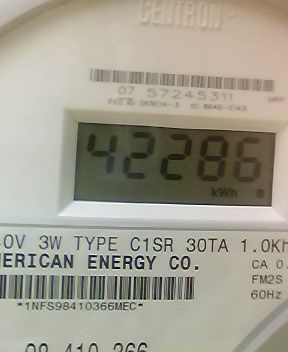 CENTRON®
07 57245311
42286
kWh
0V 3W TYPE C1SR 30TA 1.0Kh
MERICAN ENERGY CO.
CA 0.
FM2S
60Hz
*1NFS98410366MEC*
98 410 366